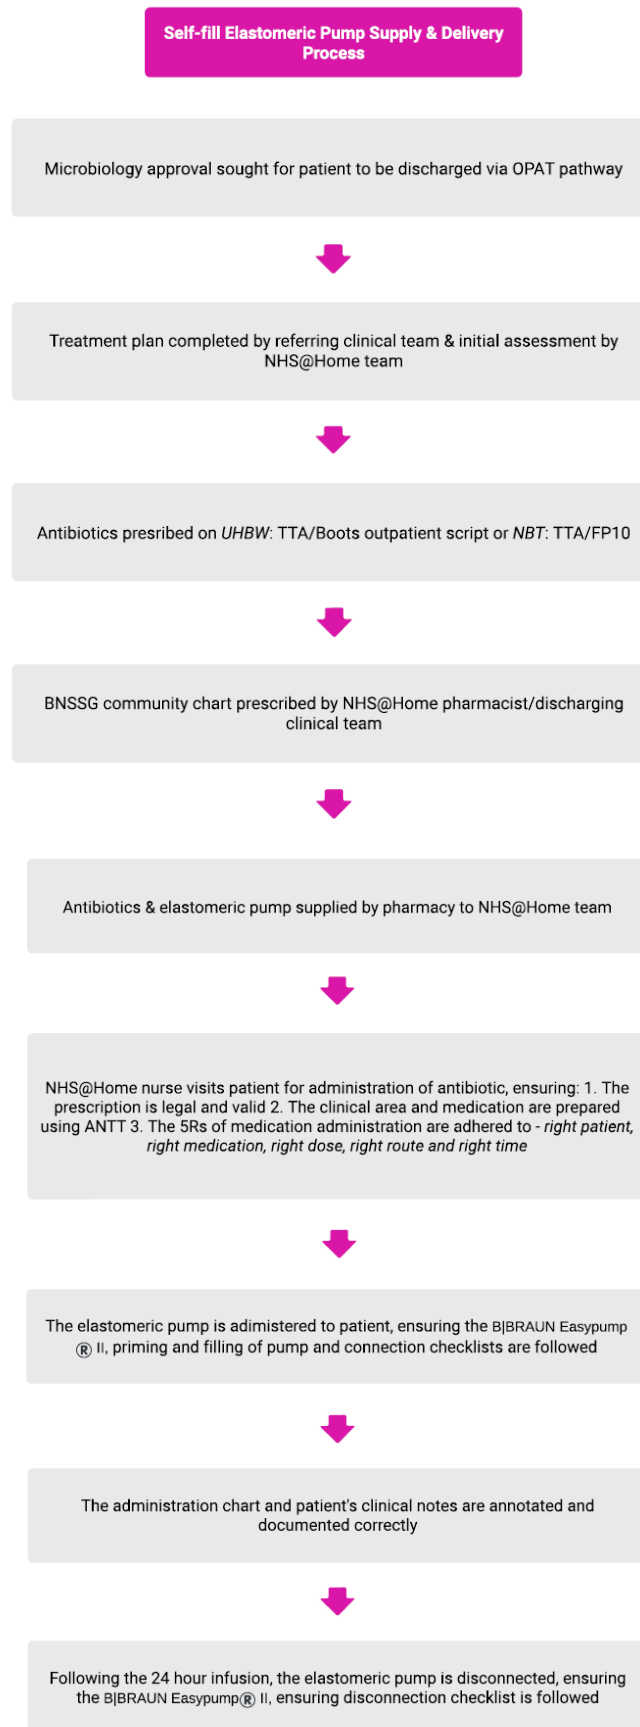 Self-fill Elastomeric Pump Supply & Delivery
Process
Microbiology approval sought for patient to be discharged via OPAT pathway
Treatment plan completed by referring clinical team & initial assessment by
NHS@Home team
Antibiotics presribed on UHBW: TTA/Boots outpatient script or NBT: TTA/FP10
BNSSG community chart prescribed by NHS@Home pharmacist/discharging
clinical team
Antibiotics & elastomeric pump supplied by pharmacy to NHS@Home team
NHS@Home nurse visits patient for administration of antibiotic, ensuring: 1. The
prescription is legal and valid 2. The clinical area and medication are prepared
using ANTT 3. The 5Rs of medication administration are adhered to - right patient,
right medication, right dose, right route and right time
The elastomeric pump is adimistered to patient, ensuring the B|BRAUN Easypump
® II, priming and filling of pump and connection checklists are followed
The administration chart and patient's clinical notes are annotated and
documented correctly
Following the 24 hour infusion, the elastomeric pump is disconnected, ensuring
the B|BRAUN Easypump® II, ensuring disconnection checklist is followed